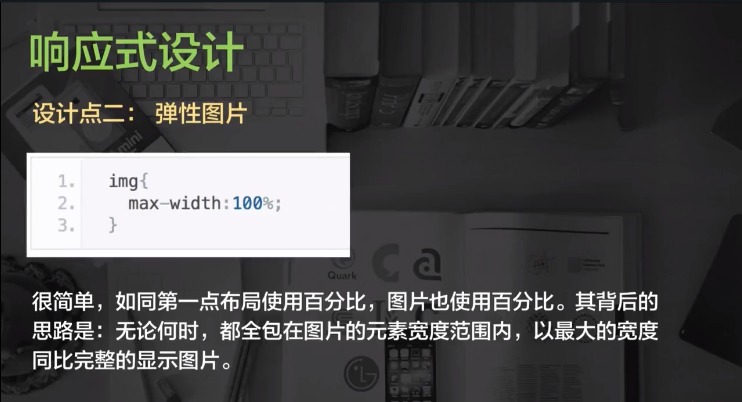 响应式设计
设计点二： 弹性图片
1. img{
2. max-width:100%;
3. }
Quark
ca
LG
mini
很简单，如同第一点布局使用百分比，图片也使用百分比。其背后的
思路是：无论何时，都全包在图片的元素宽度范围内，以最大的宽度
同比完整的显示图片。